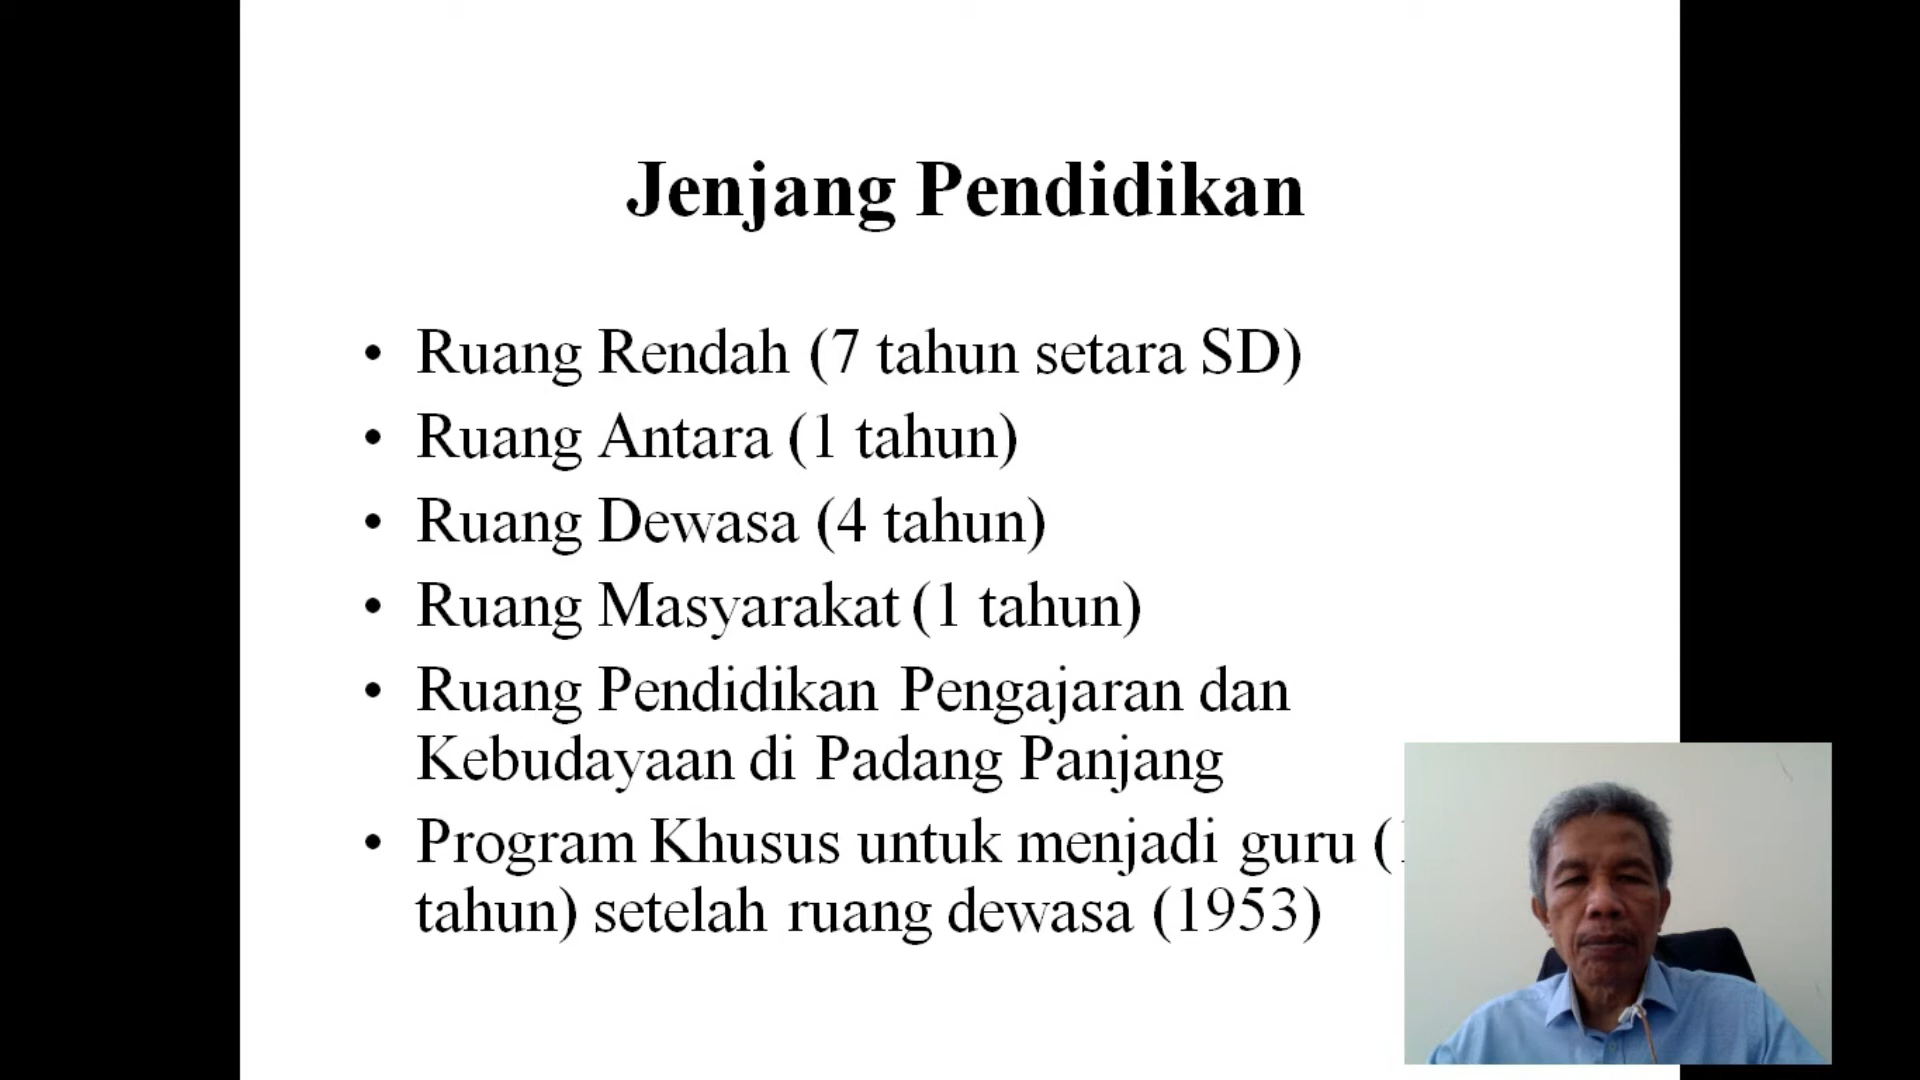 Jenjang Pendidikan
• Ruang Rendah (7 tahun setara SD)
• Ruang Antara (1 tahun)
• Ruang Dewasa (4 tahun)
• Ruang Masyarakat (1 tahun)
• Ruang Pendidikan Pengajaran dan
Kebudayaan di Padang Panjang
• Program Khusus untuk menjadi guru (
tahun) setelah ruang dewasa (1953)